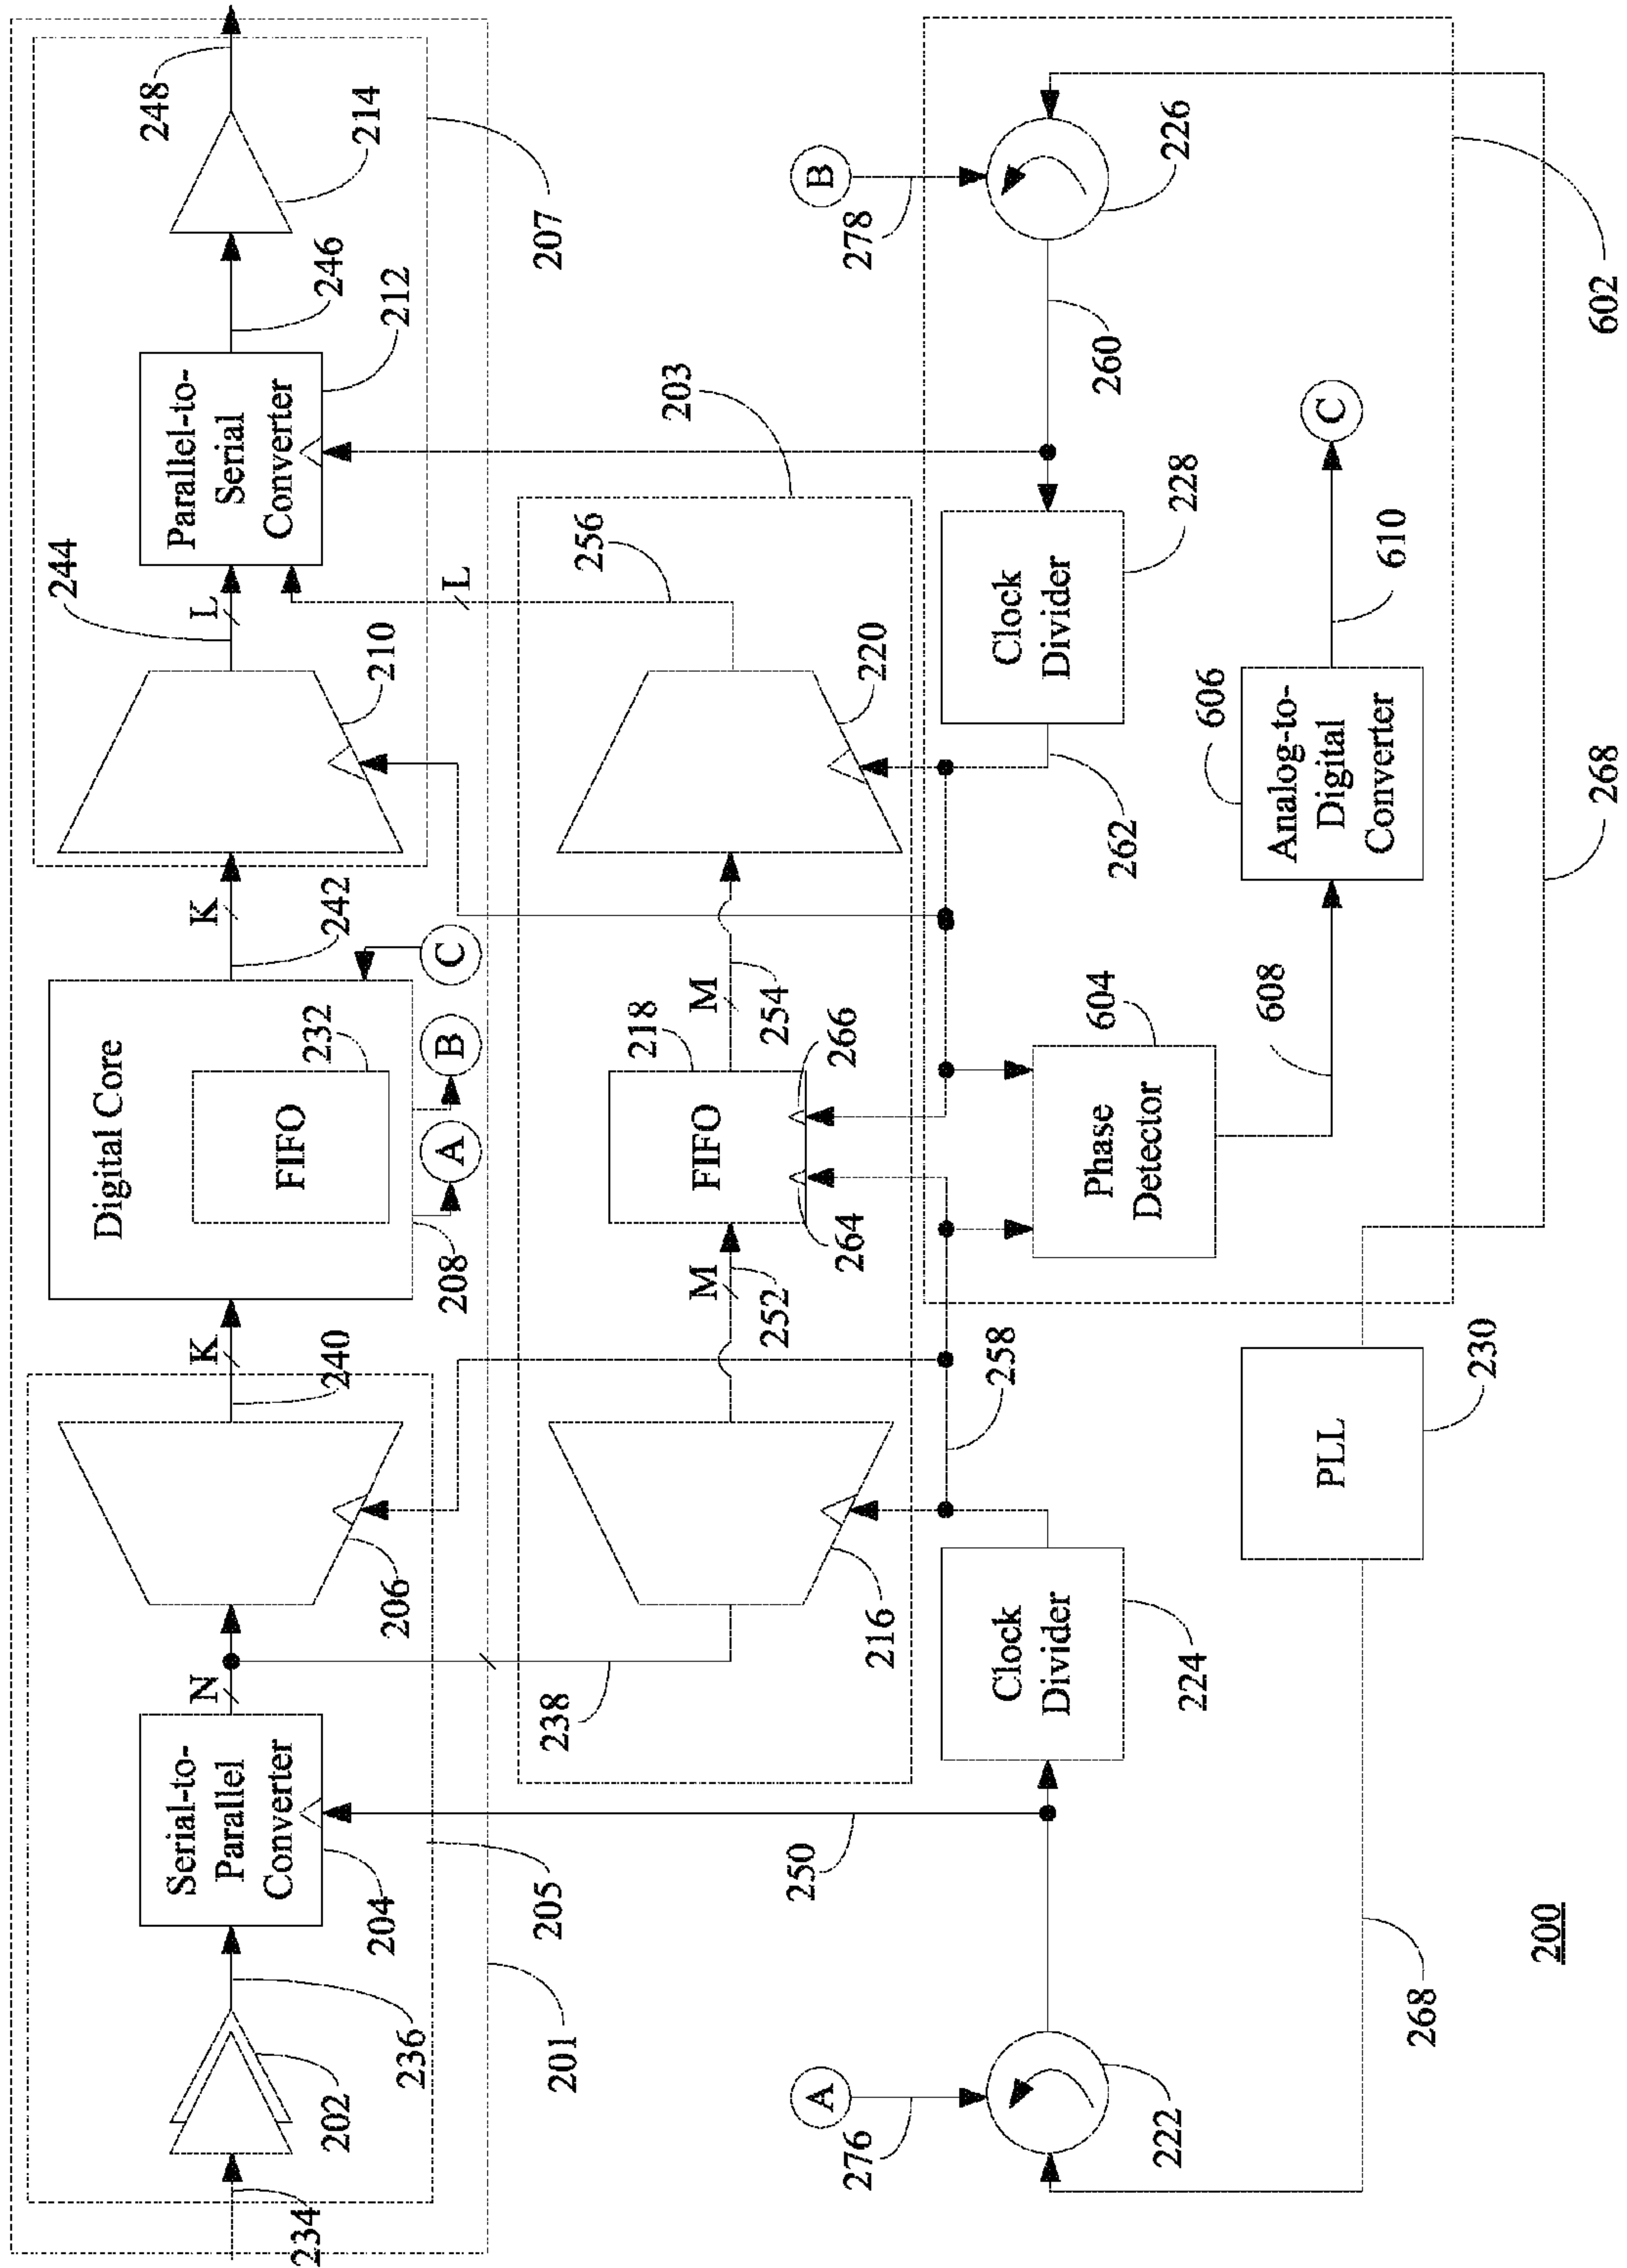 248
214
207
246
212
Parallel-to-
Serial
Converter
244
L
210
K
242
Digital Core
FIFO
232
C
B
A
208
K
240
206
N
Serial-to-
Parallel
Converter
204
205
236
202
201
234
203
256
L
220
254
M
218
FIFO
266
264
M
252
216
238
B
278
226
260
602
228
Clock
Divider
262
C
610
606
Analog-to-
Digital
Converter
268
604
608
Phase
Detector
258
230
PLL
Clock
Divider
224
250
A
276
222
268
200